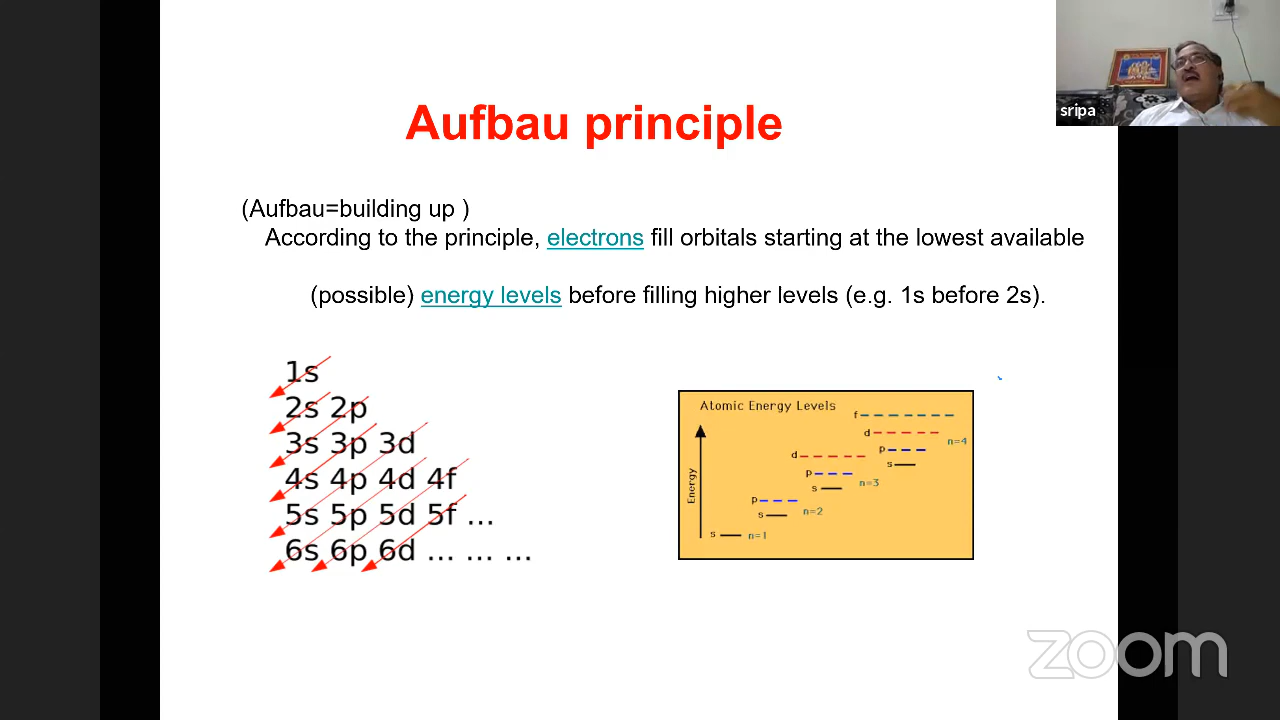 sripa
Aufbau principle
(Aufbau=building up )
According to the principle, electrons fill orbitals starting at the lowest available
(possible) energy levels before filling higher levels (e.g. 1s before 2s).
1s
2s 2p
3s 3p 3d
4s 4p 4d 4f
5s 5p 5d 5f ...
6s 6p 6d ... ... ...
Atomic Energy Levels
Energy
f
d
n=4
p
s
d
p
n=3
s
p
n=2
s
s
n=1
zoom